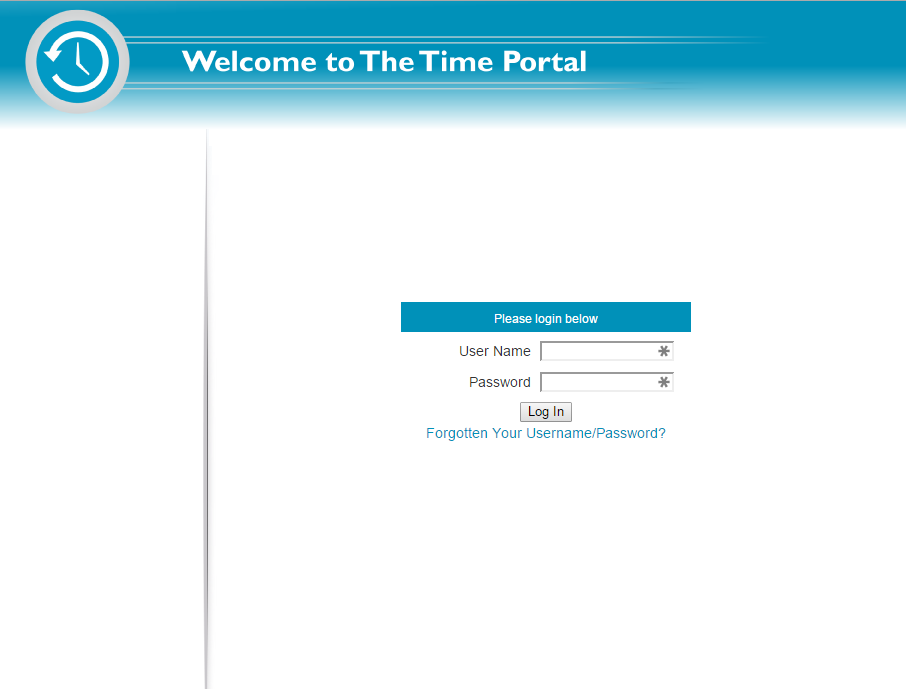 Welcome to The Time Portal
Please login below
User Name
Password
Log In
Forgotten Your Username/Password?